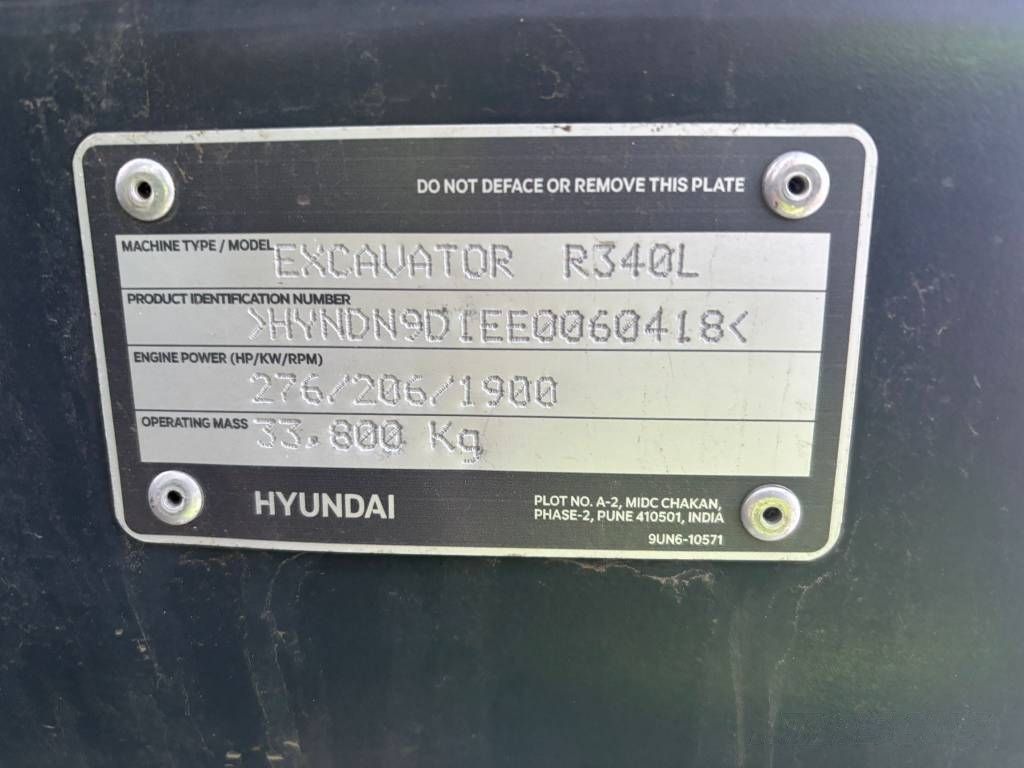 DO NOT DEFACE OR REMOVE THIS PLATE
MACHINE TYPE / MODEL EXCAVATOR R340L
PRODUCT IDENTIFICATION NUMBER
>HYNDN9D1EE0060418<
ENGINE POWER (HP/KW/RPM)
276/206/1900
OPERATING MASS 33.800 Kg
HYUNDAI
PLOT NO. A-2, MIDC CHAKAN,
PHASE-2, PUNE 410501, INDIA
9UN6-10571